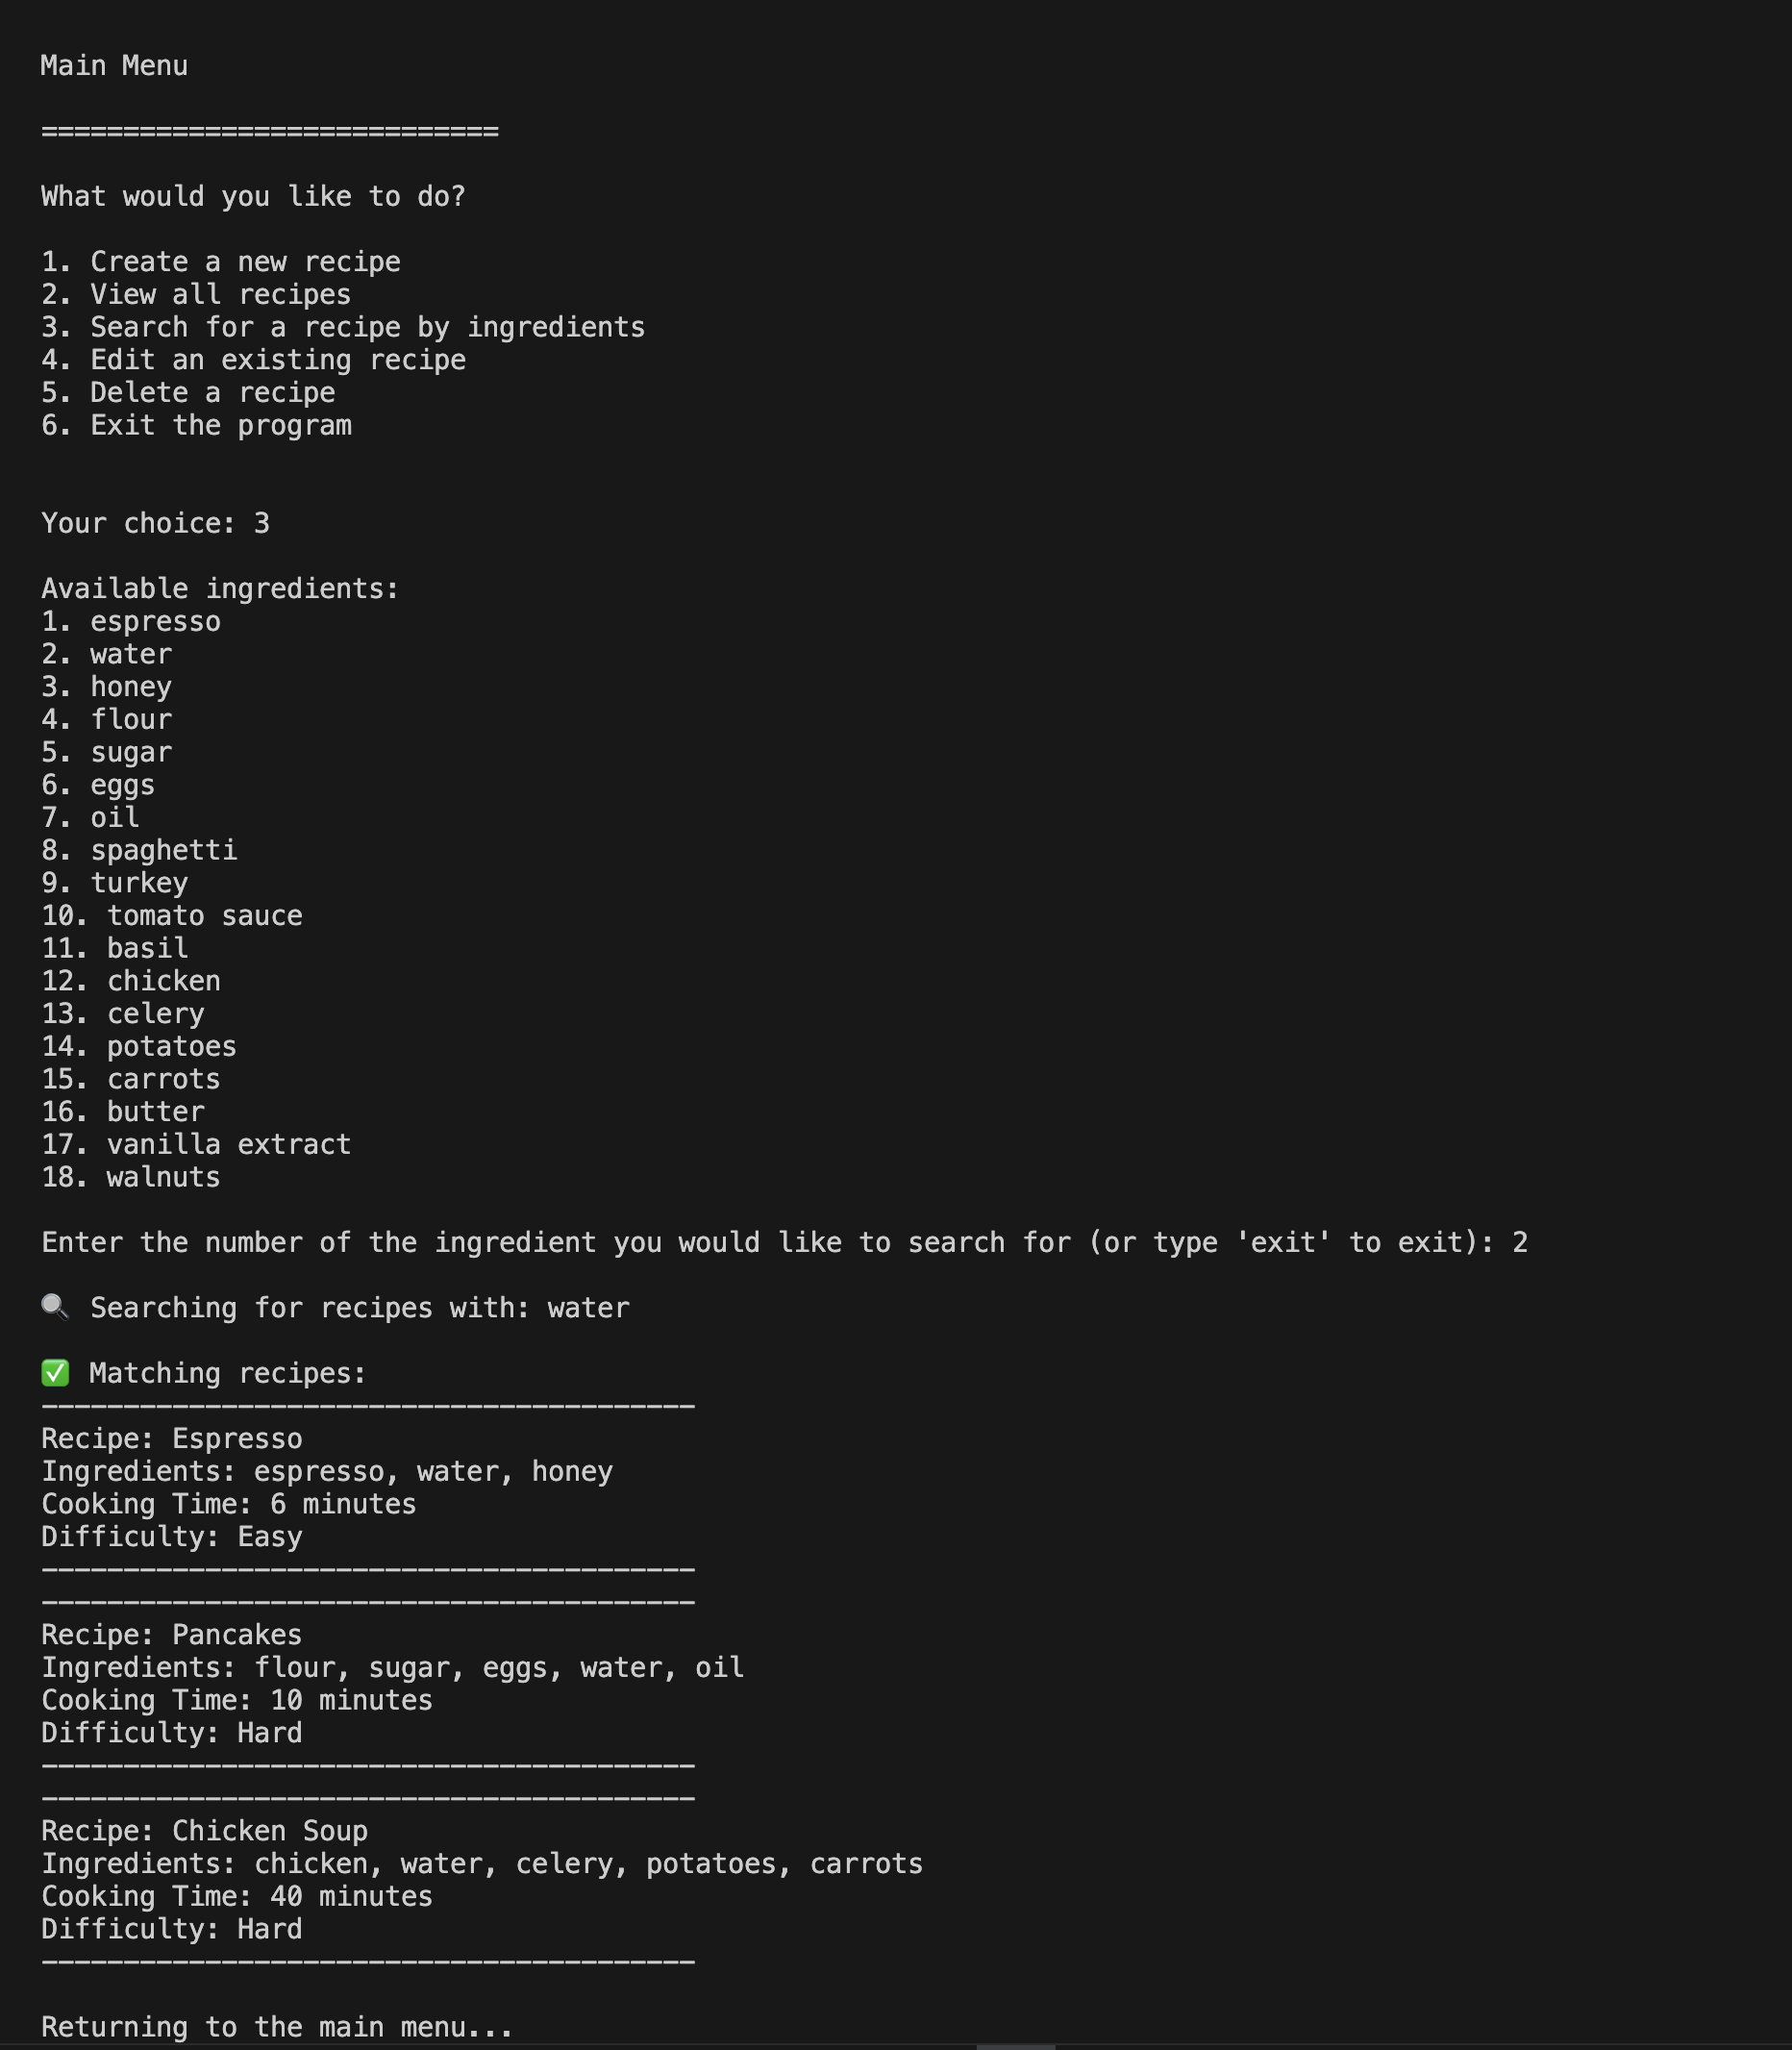 Main Menu
============================
What would you like to do?
1. Create a new recipe
2. View all recipes
3. Search for a recipe by ingredients
4. Edit an existing recipe
5. Delete a recipe
6. Exit the program
Your choice: 3
Available ingredients:
1. espresso
2. water
3. honey
4. flour
5. sugar
6. eggs
7. oil
8. spaghetti
9. turkey
10. tomato sauce
11. basil
12. chicken
13. celery
14. potatoes
15. carrots
16. butter
17. vanilla extract
18. walnuts
Enter the number of the ingredient you would like to search for (or type 'exit' to exit): 2
🔍 Searching for recipes with: water
✅ Matching recipes:
----------------------------------------
Recipe: Espresso
Ingredients: espresso, water, honey
Cooking Time: 6 minutes
Difficulty: Easy
----------------------------------------
----------------------------------------
Recipe: Pancakes
Ingredients: flour, sugar, eggs, water, oil
Cooking Time: 10 minutes
Difficulty: Hard
----------------------------------------
----------------------------------------
Recipe: Chicken Soup
Ingredients: chicken, water, celery, potatoes, carrots
Cooking Time: 40 minutes
Difficulty: Hard
----------------------------------------
Returning to the main menu...